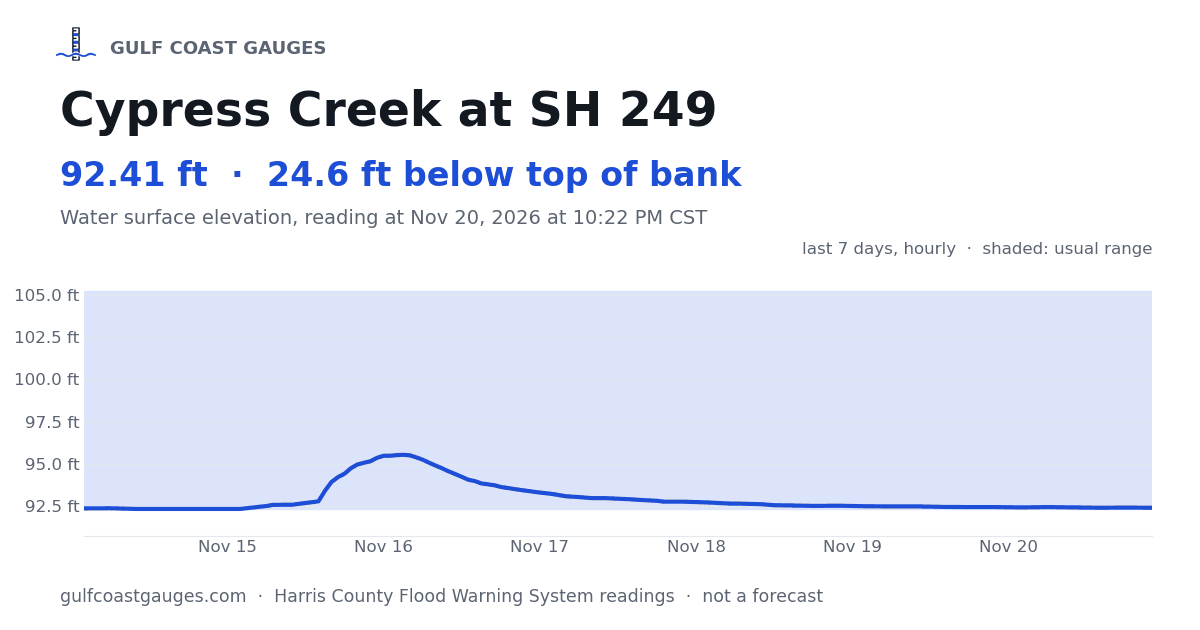 GULF COAST GAUGES
Cypress Creek at SH 249
92.41 ft · 24.6 ft below top of bank
Water surface elevation, reading at Nov 20, 2026 at 10:22 PM CST
last 7 days, hourly · shaded: usual range
105.0 ft
102.5 ft
100.0 ft
97.5 ft
95.0 ft
92.5 ft
Nov 15 Nov 16 Nov 17 Nov 18 Nov 19 Nov 20
gulfcoastgauges.com · Harris County Flood Warning System readings · not a forecast